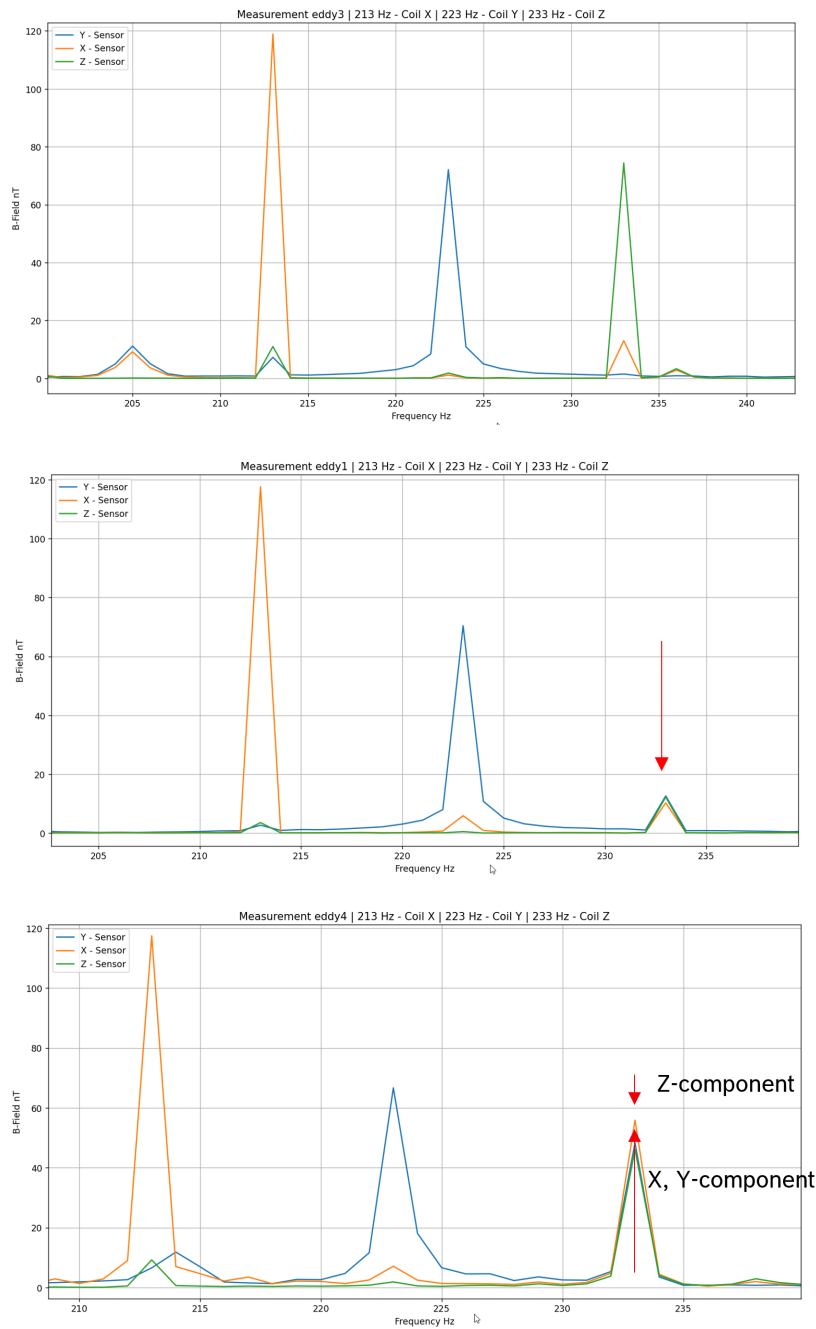 Measurement eddy3 | 213 Hz - Coil X | 223 Hz - Coil Y | 233 Hz - Coil Z
120
100
80
60
40
20
0
B-Field nT
Y - Sensor
X - Sensor
Z - Sensor
205
210
215
220
225
230
235
240
Frequency Hz
Measurement eddy1 | 213 Hz - Coil X | 223 Hz - Coil Y | 233 Hz - Coil Z
120
100
80
60
40
20
0
B-Field nT
Y - Sensor
X - Sensor
Z - Sensor
205
210
215
220
225
230
235
Frequency Hz
Measurement eddy4 | 213 Hz - Coil X | 223 Hz - Coil Y | 233 Hz - Coil Z
120
100
80
60
40
20
0
B-Field nT
Y - Sensor
X - Sensor
Z - Sensor
Z-component
X, Y-component
210
215
220
225
230
235
Frequency Hz